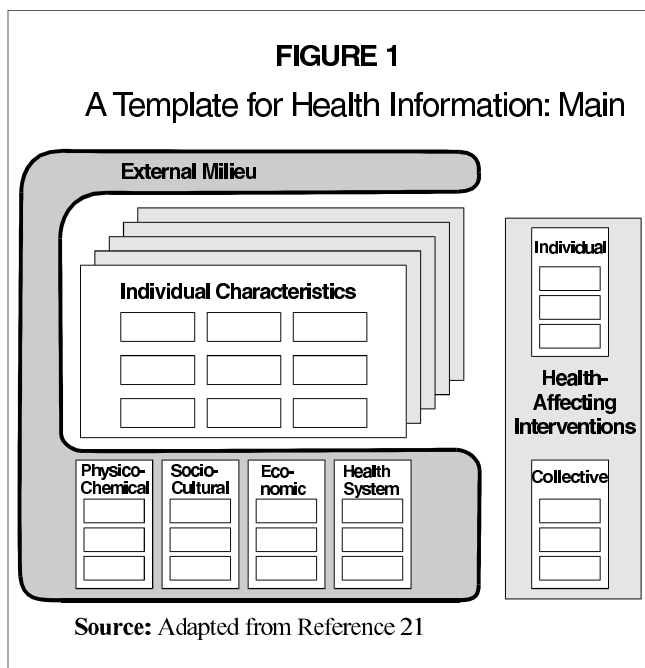 FIGURE 1
A Template for Health Information: Main
External Milieu
Individual Characteristics
Physico-
Chemical
Socio-
Cultural
Eco-
nomic
Health
System
Individual
Health-
Affecting
Interventions
Collective
Source: Adapted from Reference 21